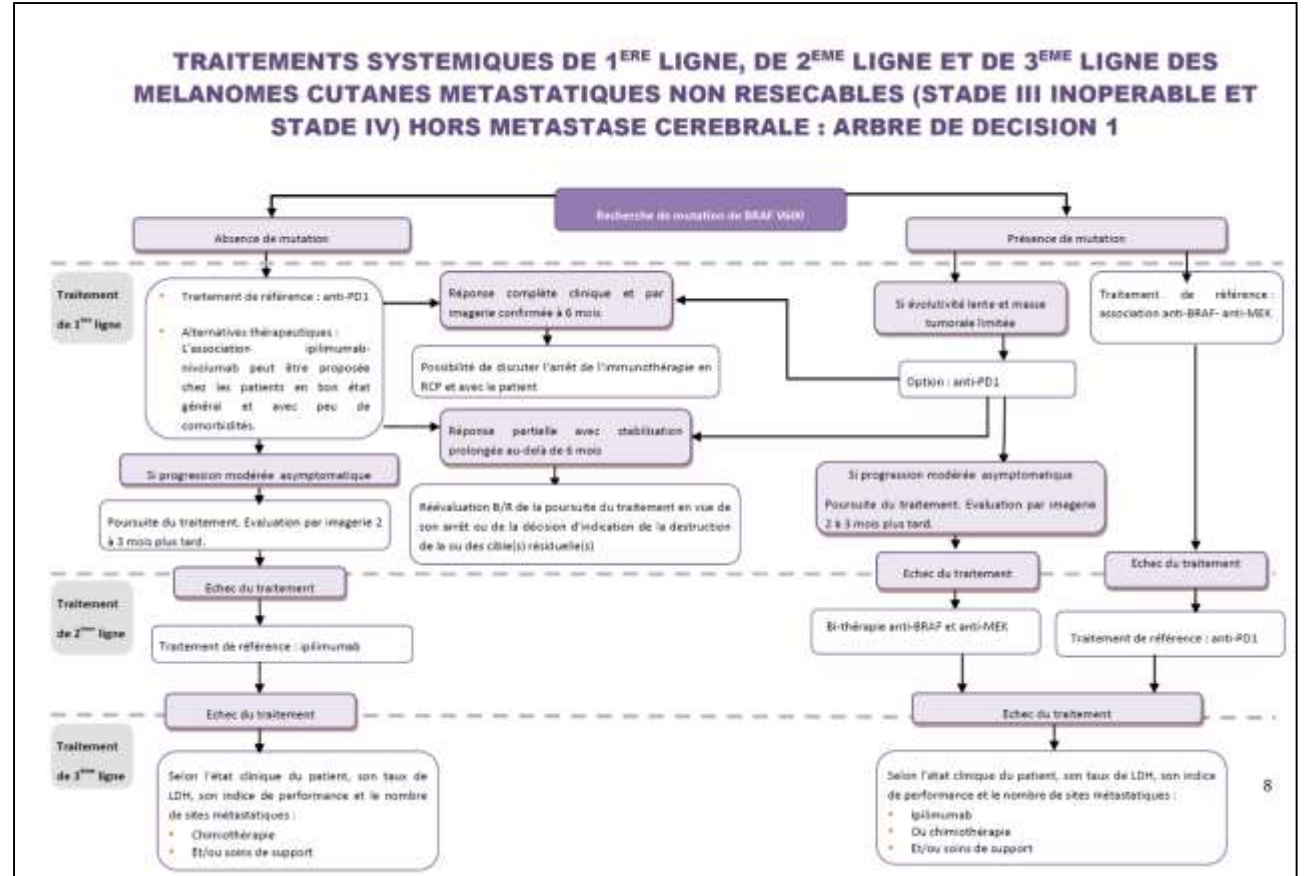 TRAITEMENTS SYSTEMIQUES DE 1ERE LIGNE, DE 2EME LIGNE ET DE 3EME LIGNE DES
MELANOMES CUTANES METASTATIQUES NON RESECABLES (STADE III INOPERABLE ET
STADE IV) HORS METASTASE CEREBRALE : ARBRE DE DECISION 1
Recherche de mutation de BRAF V600
Absence de mutation
Présence de mutation
Traitement
de 1ère ligne
• Traitement de référence : anti-PD1
• Alternatives thérapeutiques :
L'association ipilimumab-
nivolumab peut être proposée
chez les patients en bon état
général et avec peu de
comorbidités.
Réponse complète clinique et par
imagerie confirmée à 6 mois
Possibilité de discuter l'arrêt de l'immunothérapie en
RCP et avec le patient
Réponse partielle avec stabilisation
prolongée au-delà de 6 mois
Réévaluation B/R de la poursuite du traitement en vue de
son arrêt ou de la décision d'indication de la destruction
de la ou des cible(s) résiduelle(s)
Si évolutivité lente et masse
tumorale limitée
Option : anti-PD1
Traitement de référence :
association anti-BRAF- anti-MEK
Si progression modérée asymptomatique
Poursuite du traitement. Evaluation par imagerie 2
à 3 mois plus tard.
Si progression modérée asymptomatique
Poursuite du traitement. Evaluation par imagerie
2 à 3 mois plus tard.
Echec du traitement
Echec du traitement
Echec du traitement
Traitement
de 2ème ligne
Traitement de référence : ipilimumab
Bi-thérapie anti-BRAF et anti-MEK
Traitement de référence : anti-PD1
Echec du traitement
Echec du traitement
Traitement
de 3ème ligne
Selon l'état clinique du patient, son taux de
LDH, son indice de performance et le nombre
de sites métastatiques :
• Chimiothérapie
• Et/ou soins de support
Selon l'état clinique du patient, son taux de LDH, son indice
de performance et le nombre de sites métastatiques :
• Ipilimumab
• Ou chimiothérapie
• Et/ou soins de support
8